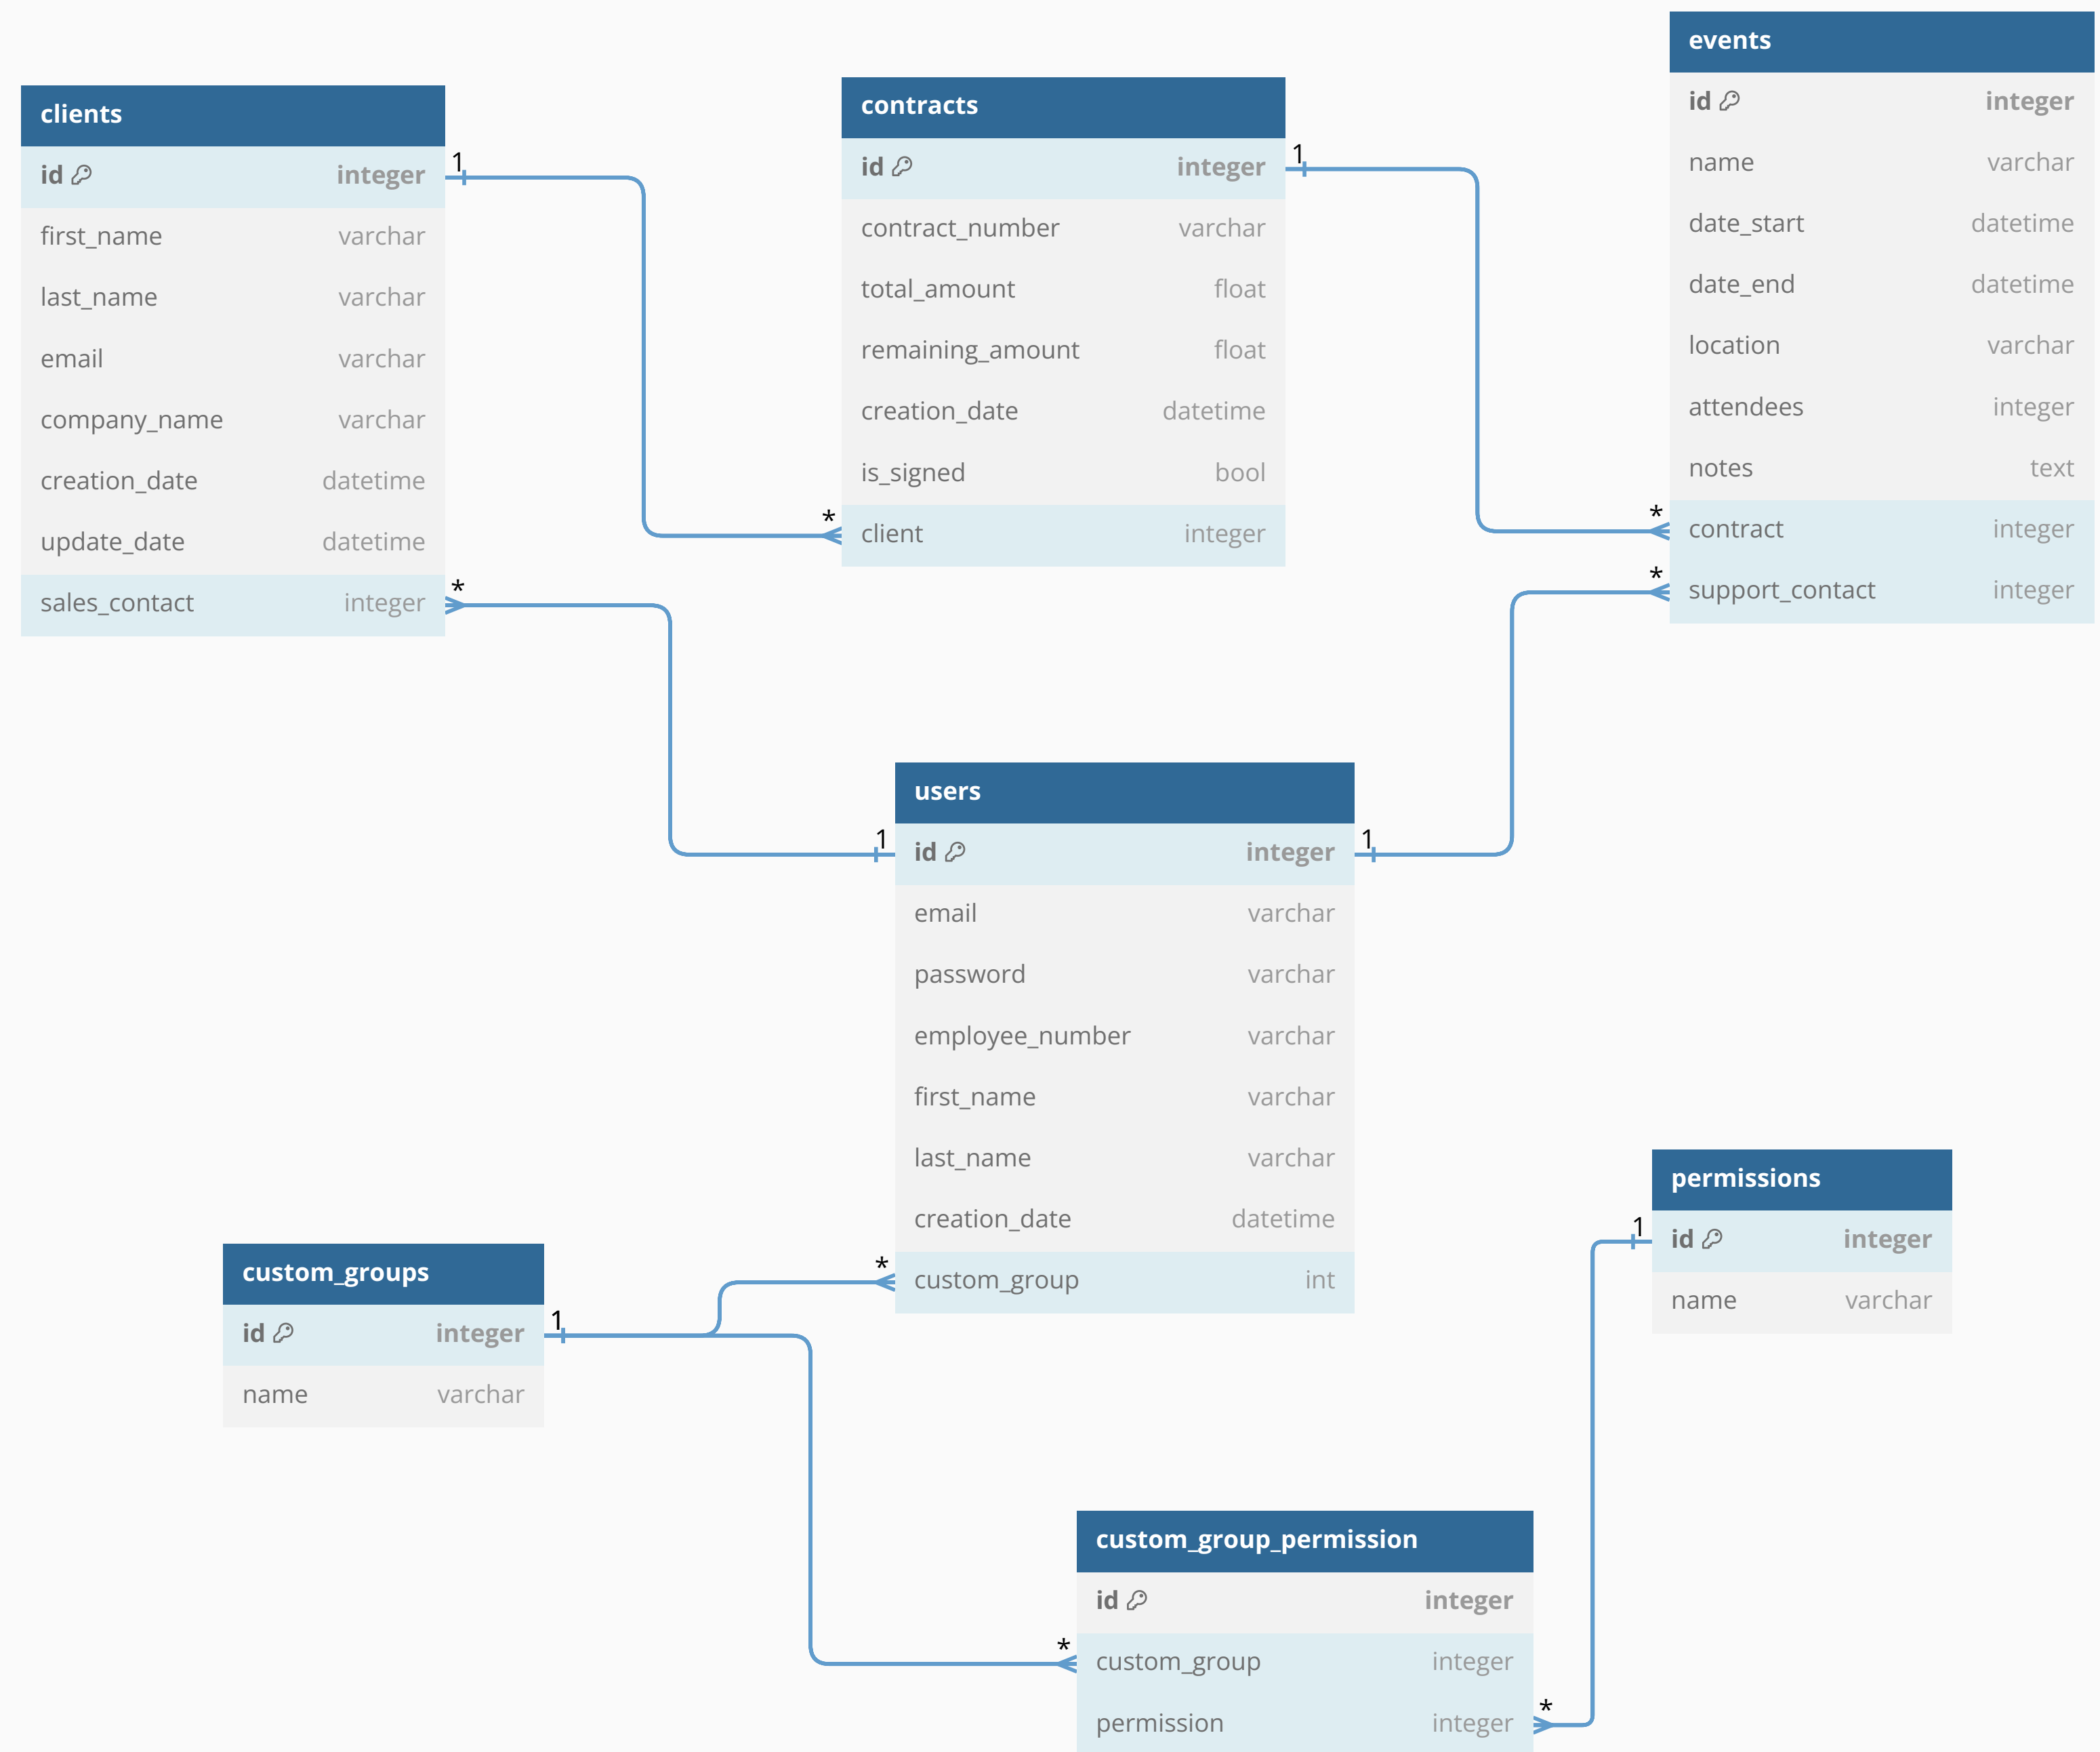 clients
id integer
first_name varchar
last_name varchar
email varchar
company_name varchar
creation_date datetime
update_date datetime
sales_contact integer
1
*
contracts
id integer
contract_number varchar
total_amount float
remaining_amount float
creation_date datetime
is_signed bool
client integer
1
*
events
id integer
name varchar
date_start datetime
date_end datetime
location varchar
attendees integer
notes text
contract integer
support_contact integer
*
*
users
id integer
email varchar
password varchar
employee_number varchar
first_name varchar
last_name varchar
creation_date datetime
custom_group int
1
1
*
custom_groups
id integer
name varchar
1
permissions
id integer
name varchar
1
custom_group_permission
id integer
custom_group integer
permission integer
*
*